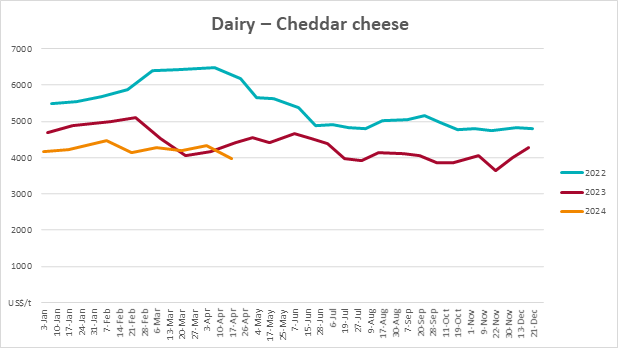 Dairy – Cheddar cheese
7000
6000
5000
4000
3000
2000
1000
US$/t
2022
2023
2024
3-Jan
10-Jan
17-Jan
24-Jan
31-Jan
7-Feb
14-Feb
21-Feb
28-Feb
6-Mar
13-Mar
20-Mar
27-Mar
3-Apr
10-Apr
17-Apr
26-Apr
4-May
17-May
25-May
7-Jun
15-Jun
28-Jun
6-Jul
19-Jul
27-Jul
9-Aug
17-Aug
30-Aug
7-Sep
20-Sep
28-Sep
11-Oct
19-Oct
1-Nov
9-Nov
22-Nov
30-Nov
13-Dec
21-Dec